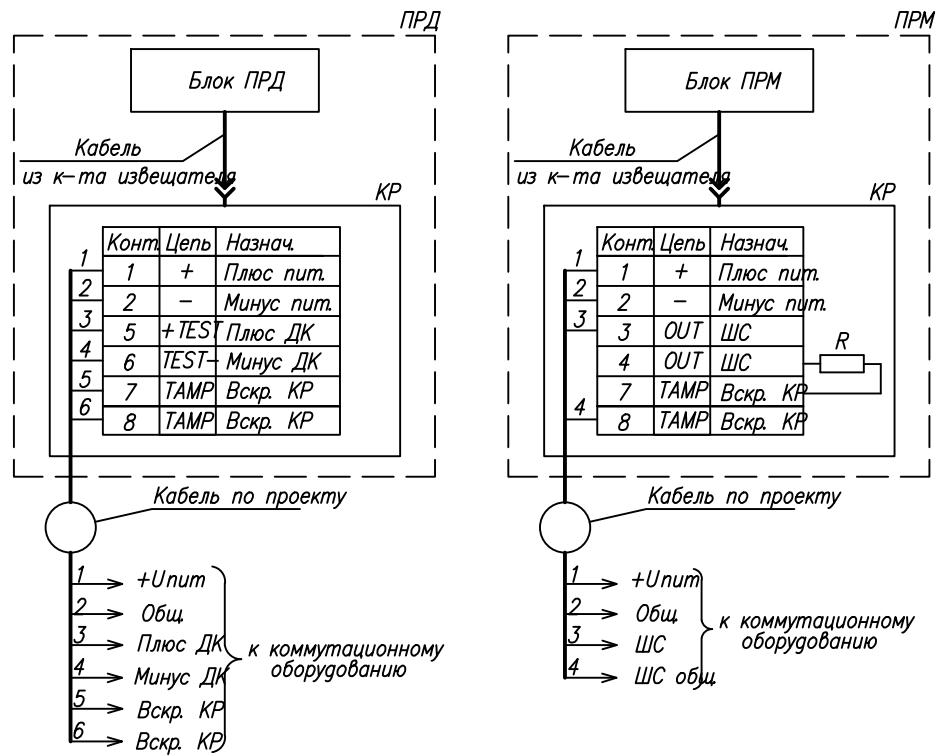 ПРД
Блок ПРД
Кабель
из к-та извещателя
КР
Конт. Цепь Назнач.
1 1 + Плюс пит.
2 2 - Минус пит.
3 5 +TEST Плюс ДК
4 6 TEST- Минус ДК
5 7 TAMP Вскр. КР
6 8 TAMP Вскр. КР
Кабель по проекту
1 +Uпит
2 Общ.
3 Плюс ДК
4 Минус ДК
5 Вскр. КР
6 Вскр. КР
к коммутационному
оборудованию
ПРМ
Блок ПРМ
Кабель
из к-та извещателя
КР
Конт. Цепь Назнач.
1 1 + Плюс пит.
2 2 - Минус пит.
3 3 OUT ШС
4 OUT ШС
R
7 TAMP Вскр. КР
4 8 TAMP Вскр. КР
Кабель по проекту
1 +Uпит
2 Общ.
3 ШС
4 ШС общ.
к коммутационному
оборудованию